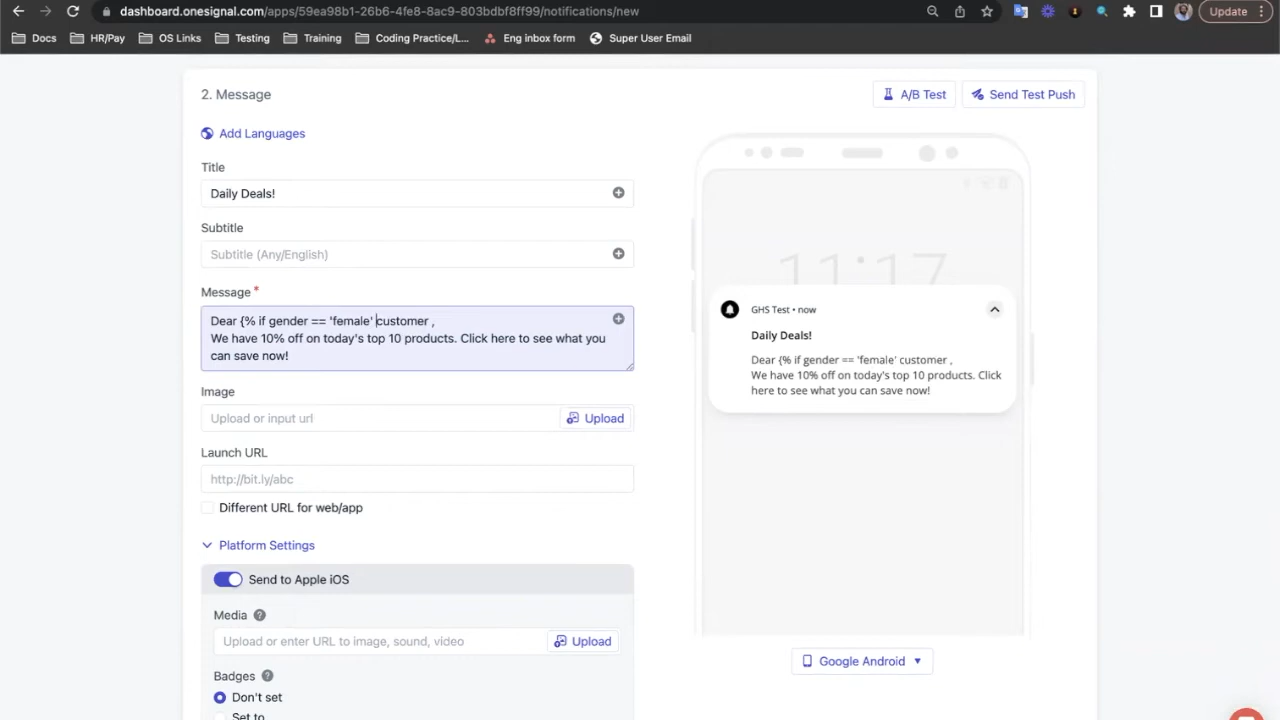 dashboard.onesignal.com/apps/59ea98b1-26b6-4fe8-8ac9-803bdbf8ff99/notifications/new
Update
Docs
HR/Pay
OS Links
Testing
Training
Coding Practice/L...
Eng inbox form
Super User Email
2. Message
A/B Test
Send Test Push
Add Languages
Title
Daily Deals!
Subtitle
Subtitle (Any/English)
Message *
Dear {% if gender == 'female' customer ,
We have 10% off on today's top 10 products. Click here to see what you
can save now!
Image
Upload or input url
Upload
Launch URL
http://bit.ly/abc
Different URL for web/app
Platform Settings
Send to Apple iOS
Media ?
Upload or enter URL to image, sound, video
Upload
Badges ?
Don't set
Set to
11:17
GHS Test • now
Daily Deals!
Dear {% if gender == 'female' customer ,
We have 10% off on today's top 10 products. Click
here to see what you can save now!
Google Android